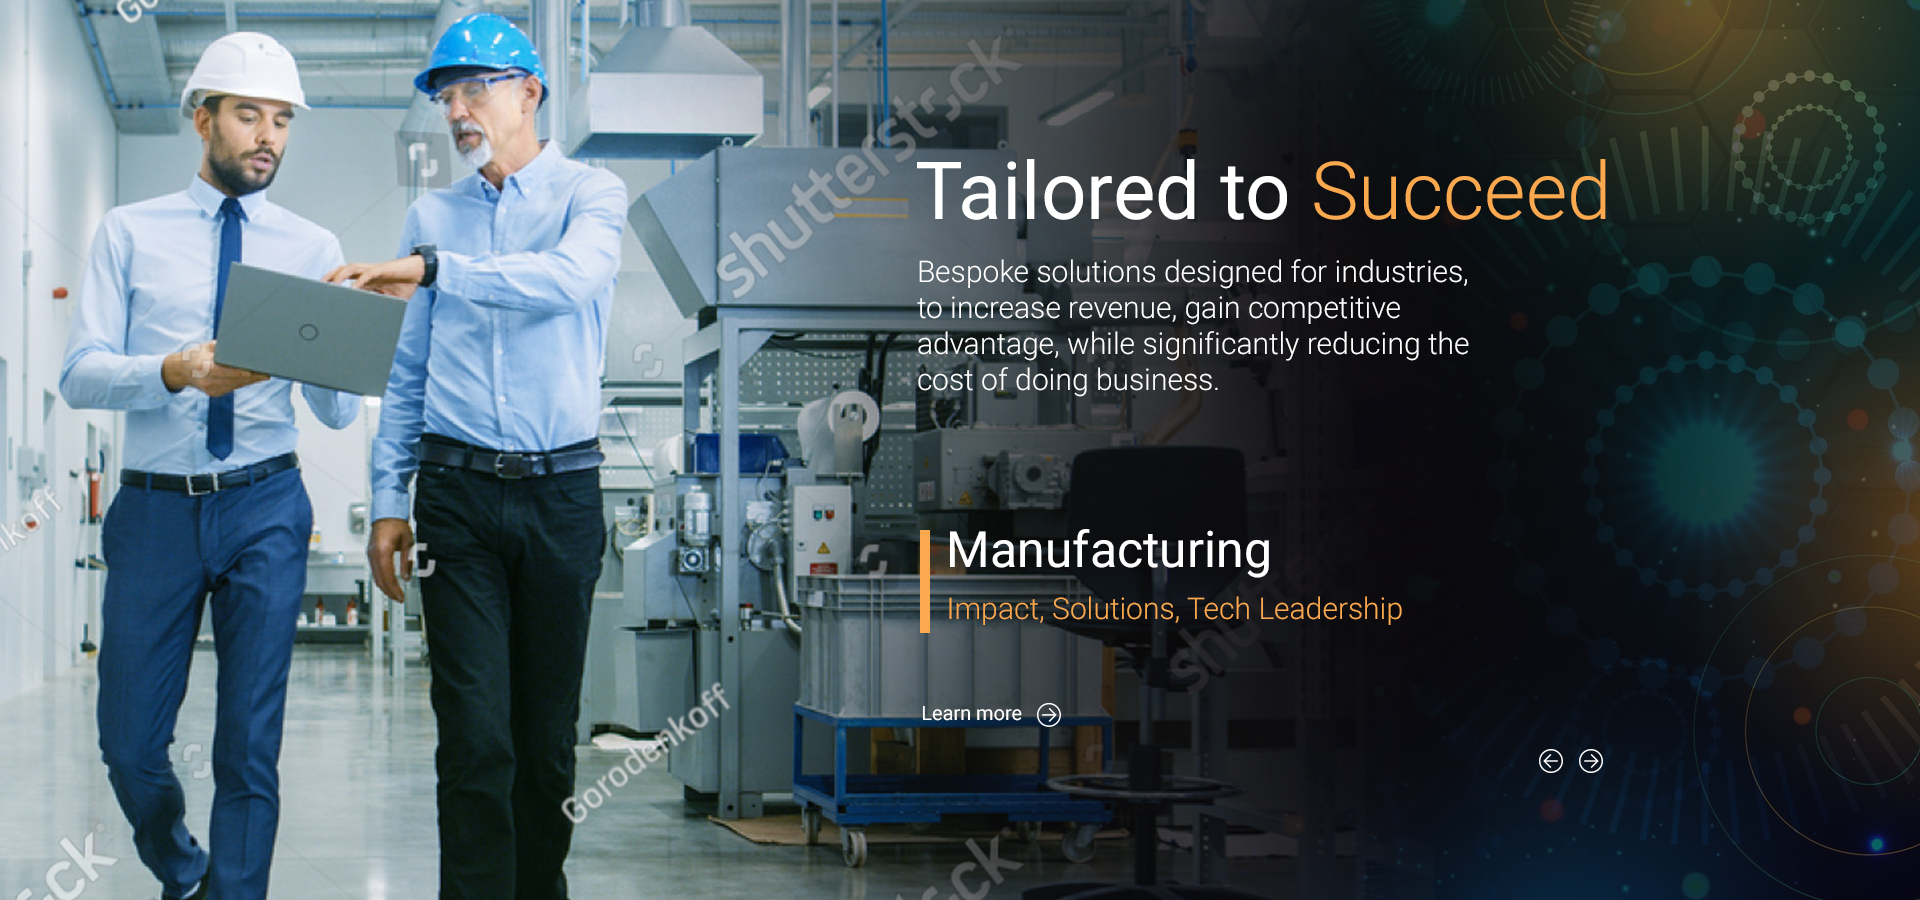 shutterstock
Tailored to Succeed
Bespoke solutions designed for industries,
to increase revenue, gain competitive
advantage, while significantly reducing the
cost of doing business.
Manufacturing
Impact, Solutions, Tech Leadership
Learn more
Gorodenkoff